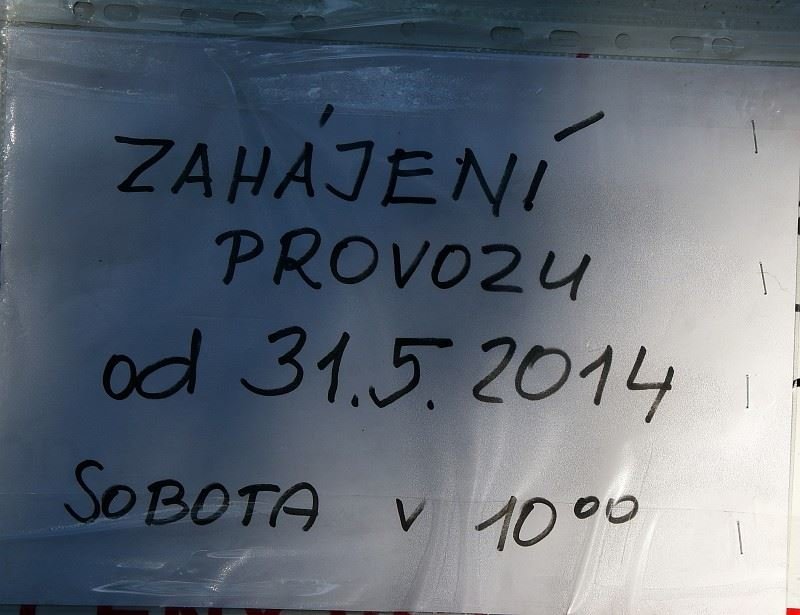 ZAHÁJENÍ
PROVOZU
od 31.5.2014
SOBOTA v 10⁰⁰